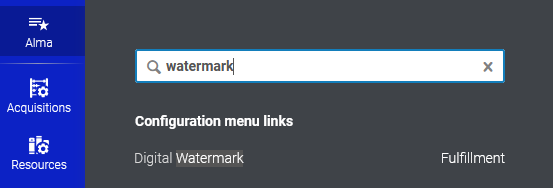 Alma
watermark
Acquisitions
Configuration menu links
Resources
Digital Watermark Fulfillment